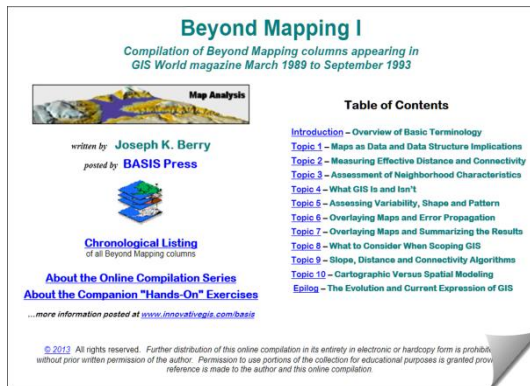 Beyond Mapping I
Compilation of Beyond Mapping columns appearing in
GIS World magazine March 1989 to September 1993
Map Analysis
written by Joseph K. Berry
posted by BASIS Press
Chronological Listing
of all Beyond Mapping columns
About the Online Compilation Series
About the Companion "Hands-On" Exercises
...more information posted at www.innovativegis.com/basis
Table of Contents
Introduction – Overview of Basic Terminology
Topic 1 – Maps as Data and Data Structure Implications
Topic 2 – Measuring Effective Distance and Connectivity
Topic 3 – Assessment of Neighborhood Characteristics
Topic 4 – What GIS Is and Isn't
Topic 5 – Assessing Variability, Shape and Pattern
Topic 6 – Overlaying Maps and Error Propagation
Topic 7 – Overlaying Maps and Summarizing the Results
Topic 8 – What to Consider When Scoping GIS
Topic 9 – Slope, Distance and Connectivity Algorithms
Topic 10 – Cartographic Versus Spatial Modeling
Epilog – The Evolution and Current Expression of GIS
© 2013 All rights reserved. Further distribution of this online compilation in its entirety in electronic or hardcopy form is prohibit
without prior written permission of the author. Permission to use portions of the collection for educational purposes is granted provi
reference is made to the author and this online compilation.